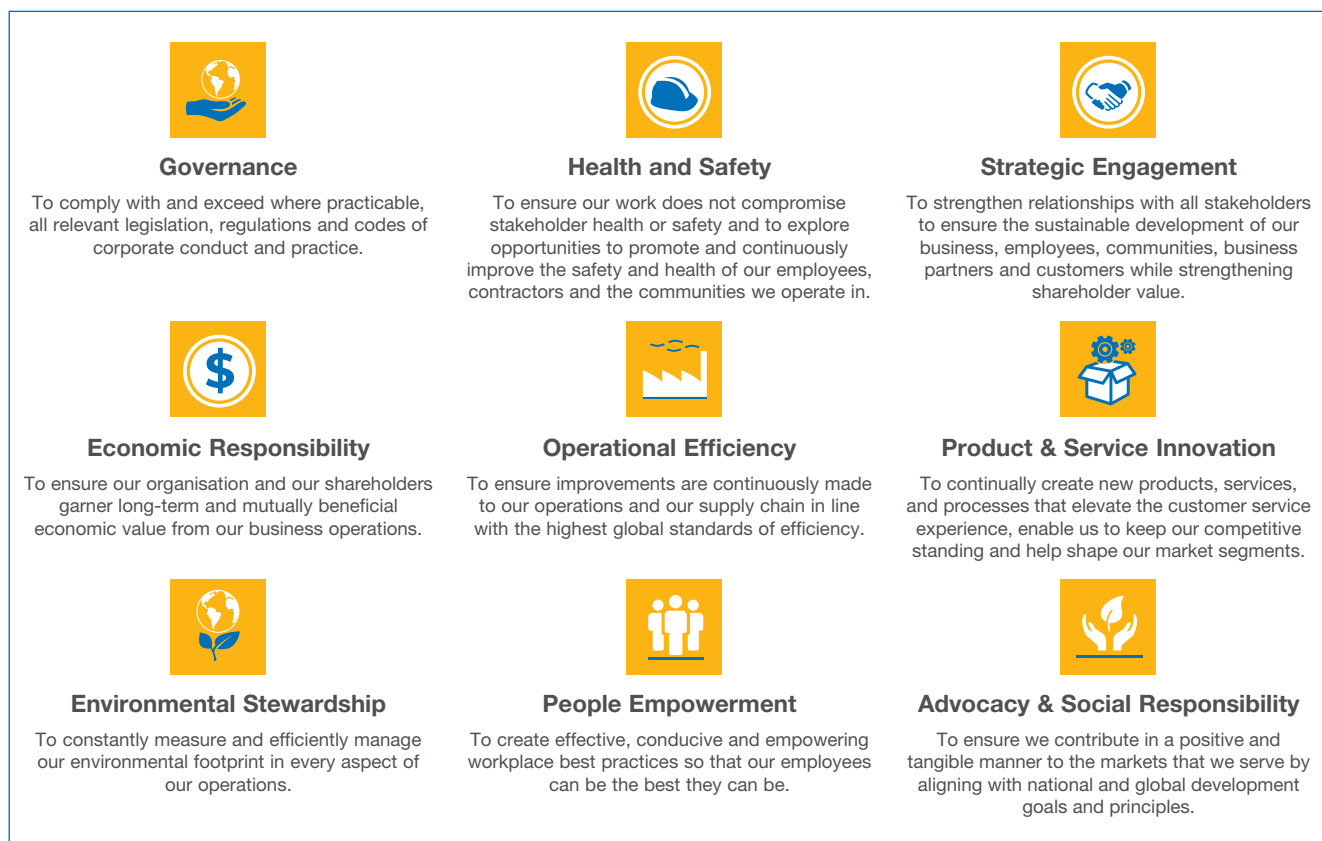 Governance
To comply with and exceed where practicable,
all relevant legislation, regulations and codes of
corporate conduct and practice.
Health and Safety
To ensure our work does not compromise
stakeholder health or safety and to explore
opportunities to promote and continuously
improve the safety and health of our employees,
contractors and the communities we operate in.
Strategic Engagement
To strengthen relationships with all stakeholders
to ensure the sustainable development of our
business, employees, communities, business
partners and customers while strengthening
shareholder value.
$
Economic Responsibility
To ensure our organisation and our shareholders
garner long-term and mutually beneficial
economic value from our business operations.
Operational Efficiency
To ensure improvements are continuously made
to our operations and our supply chain in line
with the highest global standards of efficiency.
Product & Service Innovation
To continually create new products, services,
and processes that elevate the customer service
experience, enable us to keep our competitive
standing and help shape our market segments.
Environmental Stewardship
To constantly measure and efficiently manage
our environmental footprint in every aspect of
our operations.
People Empowerment
To create effective, conducive and empowering
workplace best practices so that our employees
can be the best they can be.
Advocacy & Social Responsibility
To ensure we contribute in a positive and
tangible manner to the markets that we serve by
aligning with national and global development
goals and principles.